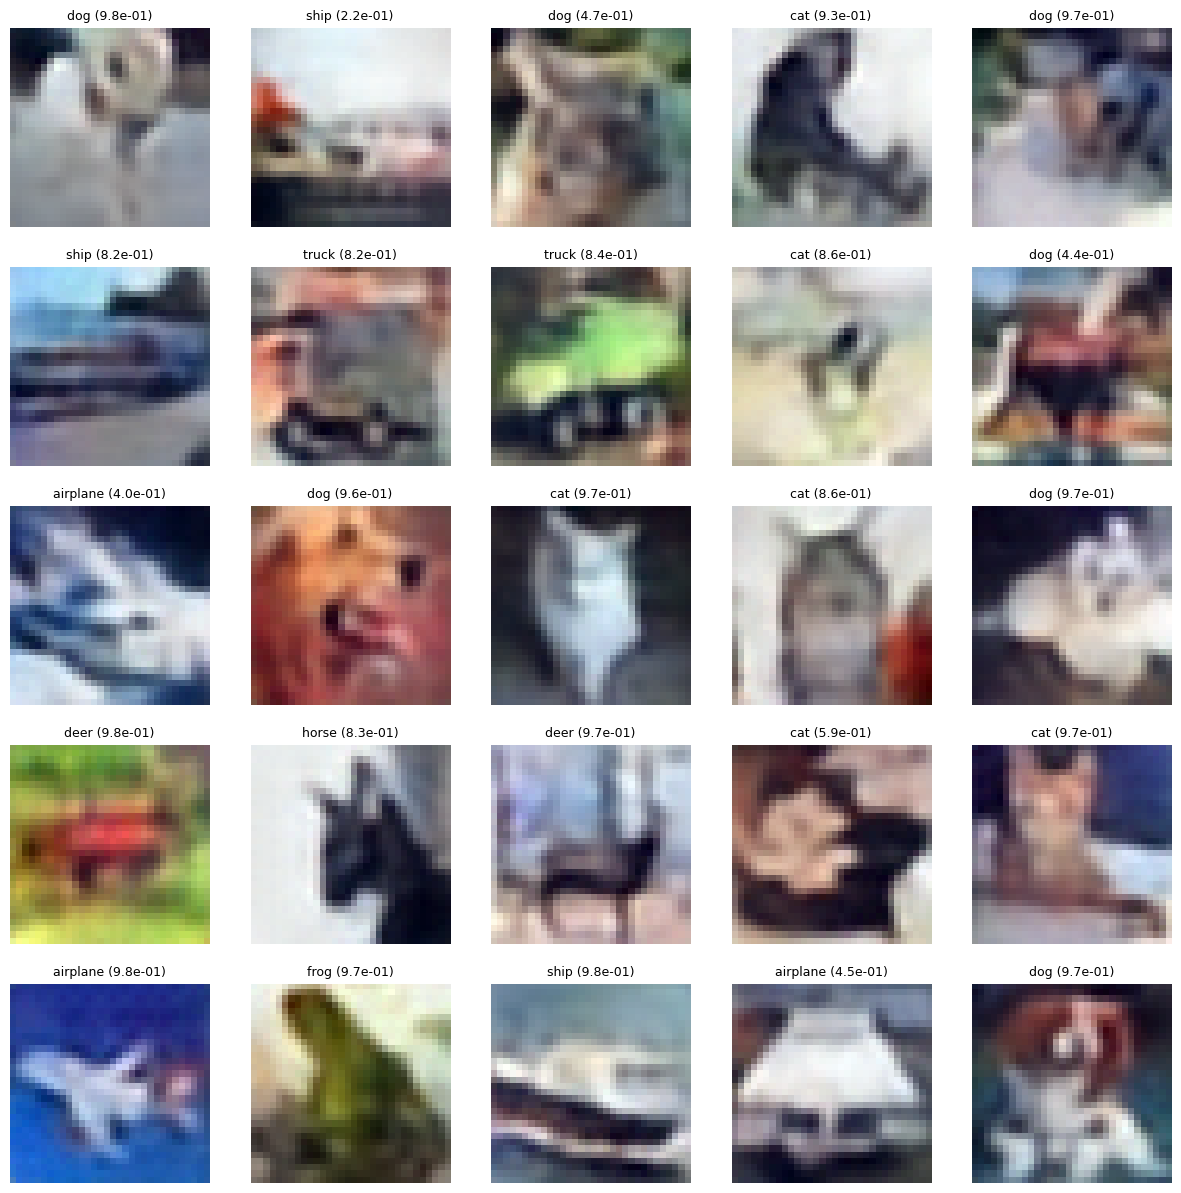 dog (9.8e-01) ship (2.2e-01) dog (4.7e-01) cat (9.3e-01) dog (9.7e-01)
ship (8.2e-01) truck (8.2e-01) truck (8.4e-01) cat (8.6e-01) dog (4.4e-01)
airplane (4.0e-01) dog (9.6e-01) cat (9.7e-01) cat (8.6e-01) dog (9.7e-01)
deer (9.8e-01) horse (8.3e-01) deer (9.7e-01) cat (5.9e-01) cat (9.7e-01)
airplane (9.8e-01) frog (9.7e-01) ship (9.8e-01) airplane (4.5e-01) dog (9.7e-01)